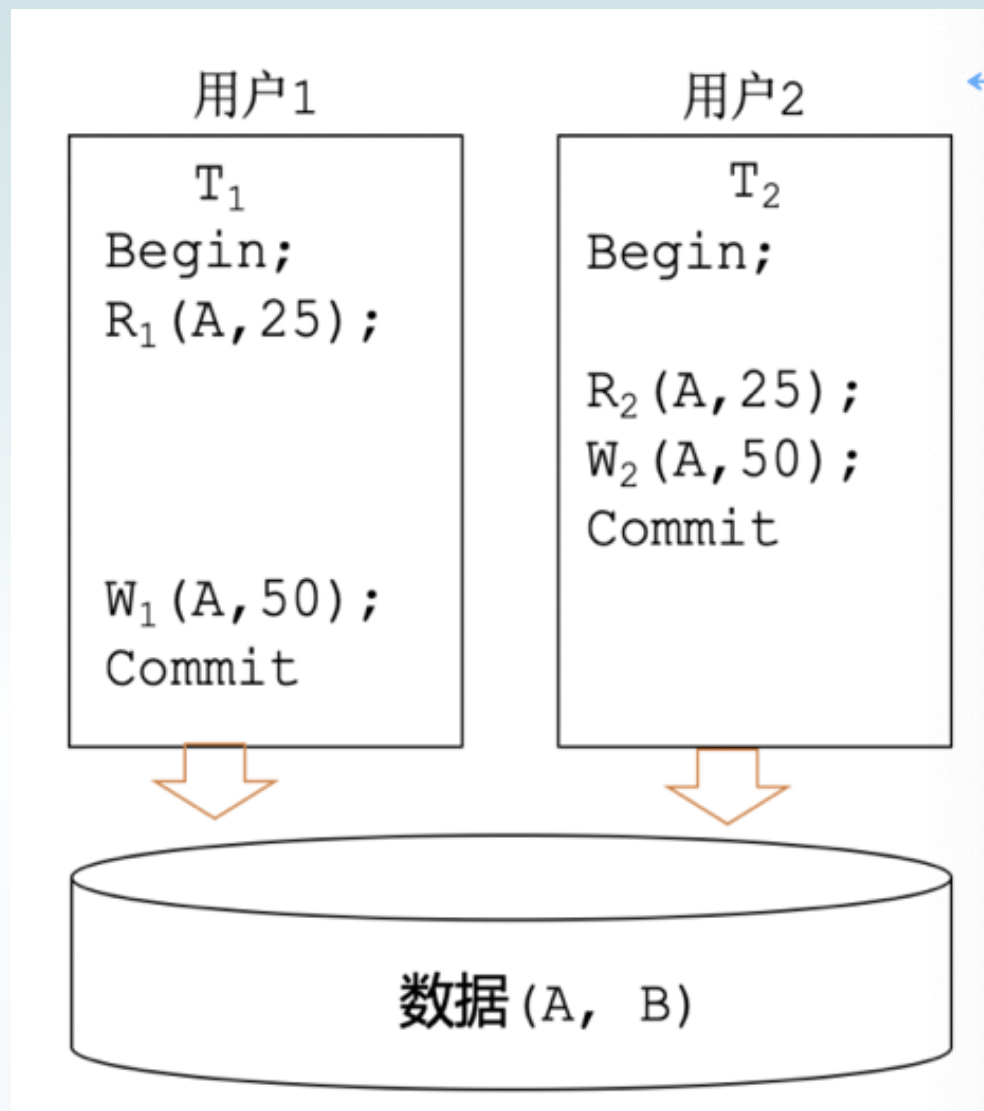 用户1
T₁
Begin;
R₁(A,25);
W₁(A,50);
Commit
用户2
T₂
Begin;
R₂(A,25);
W₂(A,50);
Commit
数据(A, B)